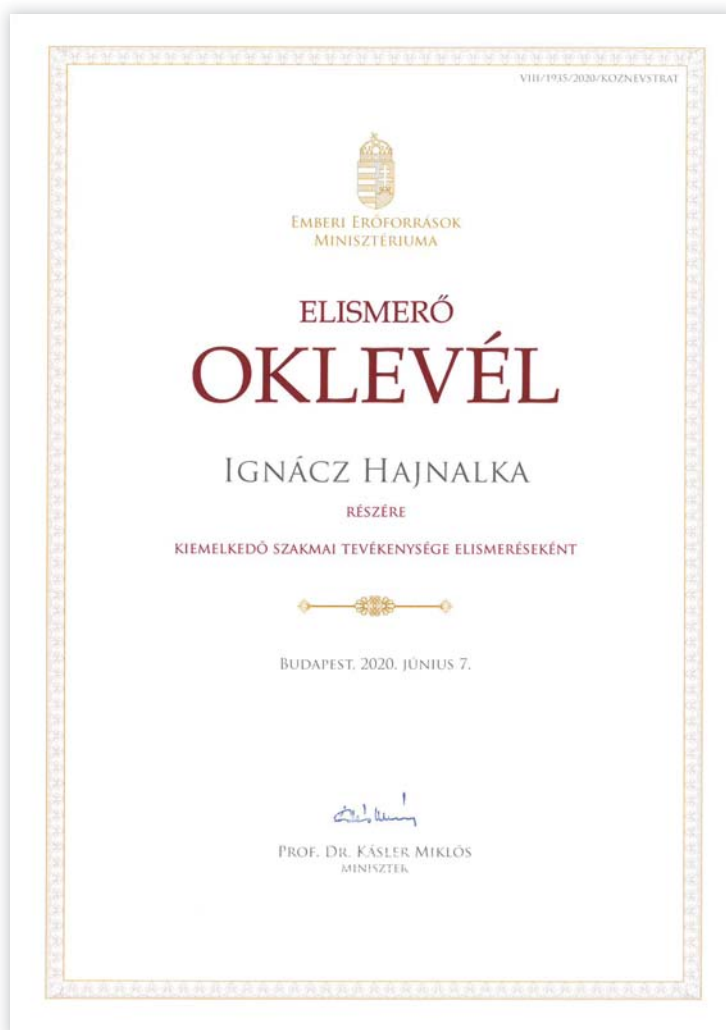 VIII/1935/2020/KOZNEVSTRAT
EMBERI ERŐFORRÁSOK
MINISZTÉRIUMA
ELISMERŐ
OKLEVÉL
IGNÁCZ HAJNALKA
RÉSZÉRE
KIEMELKEDŐ SZAKMAI TEVÉKENYSÉGE ELISMERÉSEKÉNT
BUDAPEST, 2020. JÚNIUS 7.
PROF. DR. KÁSLER MIKLÓS
MINISZTER